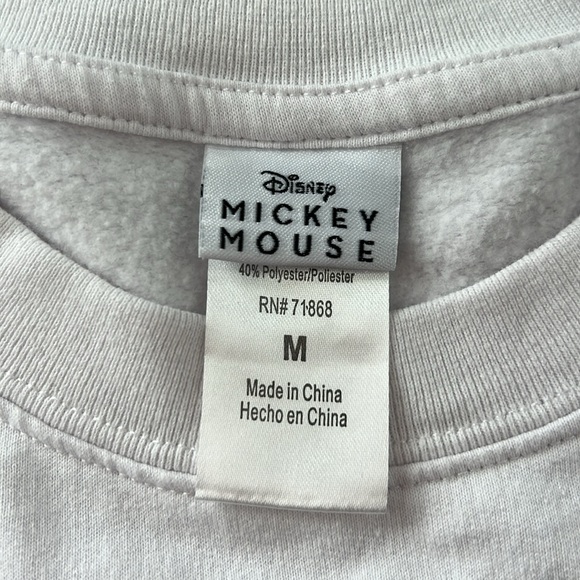 Disney
MICKEY
MOUSE
40% Polyester/Poliester
RN# 71868
M
Made in China
Hecho en China